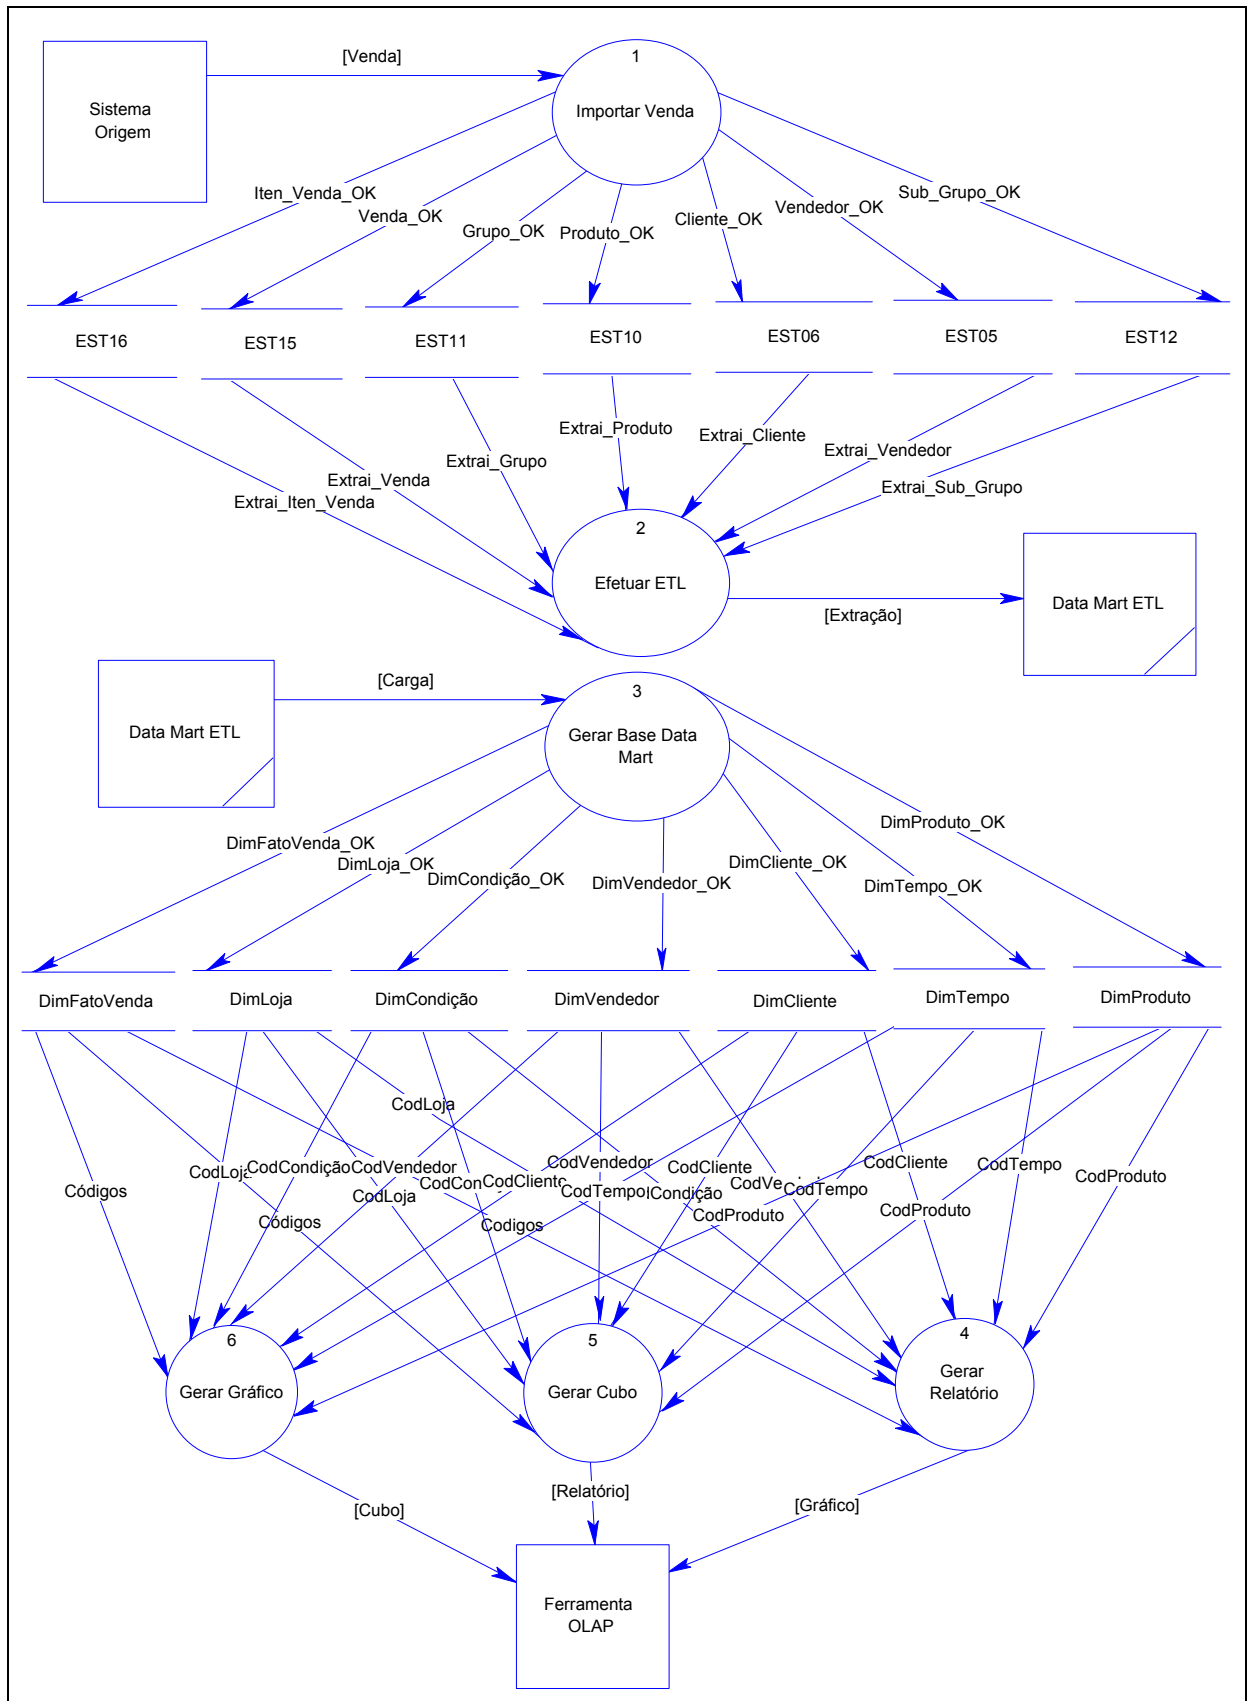 [Venda]
1
Importar Venda
Sistema
Origem
Iten_Venda_OK
Venda_OK
Grupo_OK
Produto_OK
Cliente_OK
Vendedor_OK
Sub_Grupo_OK
EST16
EST15
EST11
EST10
EST06
EST05
EST12
Extrai_Iten_Venda
Extrai_Venda
Extrai_Grupo
Extrai_Produto
Extrai_Cliente
Extrai_Vendedor
Extrai_Sub_Grupo
2
Efetuar ETL
[Extração]
Data Mart ETL
[Carga]
Data Mart ETL
3
Gerar Base Data
Mart
DimFatoVenda_OK
DimLoja_OK
DimCondição_OK
DimVendedor_OK
DimCliente_OK
DimTempo_OK
DimProduto_OK
DimFatoVenda
DimLoja
DimCondição
DimVendedor
DimCliente
DimTempo
DimProduto
CodLoja
Códigos
CodLoja
CodCondição
CodVendedor
CodLoja
CodCliente
CodVendedor
CodTempo
CodCliente
CodTempo
CodCliente
CodTempo
CodProduto
Códigos
Codigos
CodProduto
CodProduto
6
Gerar Gráfico
5
Gerar Cubo
4
Gerar
Relatório
[Cubo]
[Relatório]
[Gráfico]
Ferramenta
OLAP